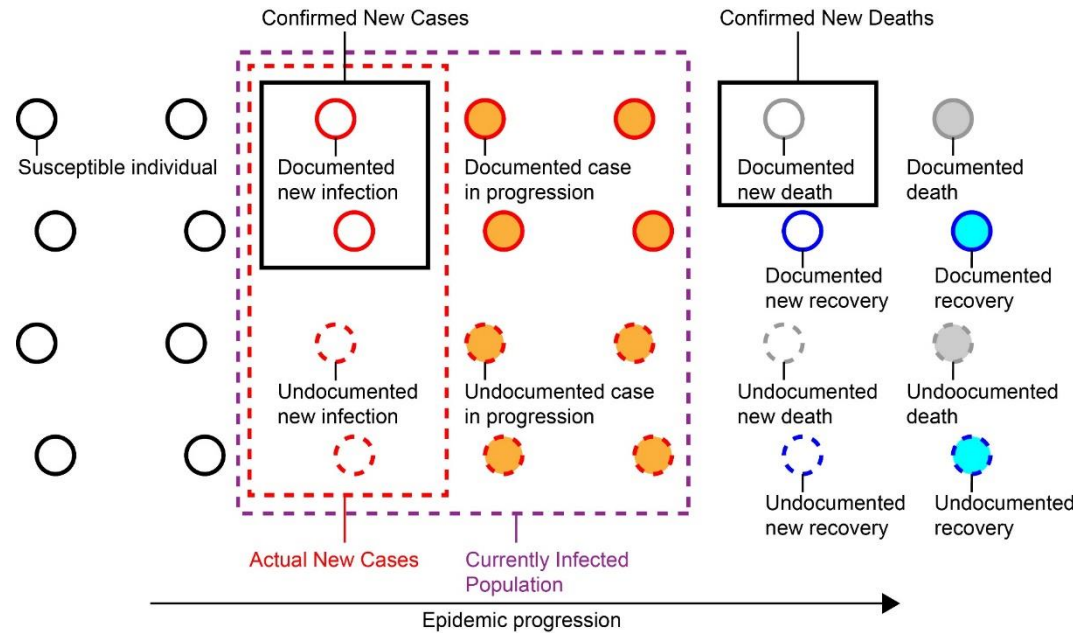 Confirmed New Cases
Confirmed New Deaths
Susceptible individual
Documented
new infection
Documented case
in progression
Documented
new death
Documented
death
Documented
new recovery
Documented
recovery
Undocumented
new infection
Undocumented case
in progression
Undocumented
new death
Undoocumented
death
Undocumented
new recovery
Undocumented
recovery
Actual New Cases
Currently Infected
Population
Epidemic progression